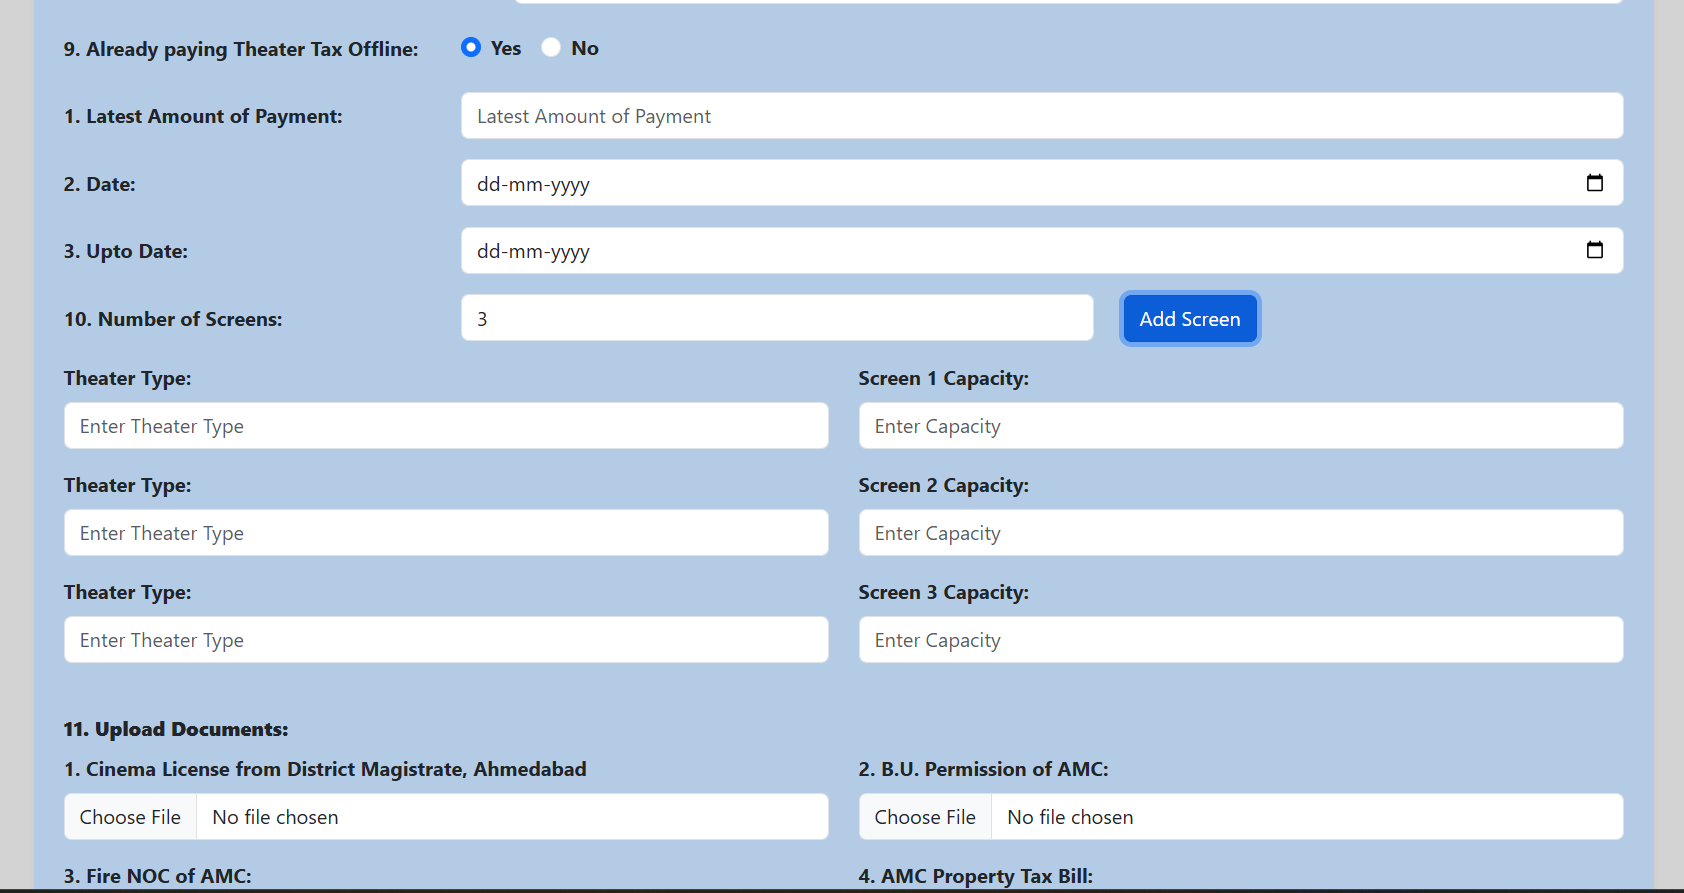 9. Already paying Theater Tax Offline: Yes No
1. Latest Amount of Payment: Latest Amount of Payment
2. Date: dd-mm-yyyy
3. Upto Date: dd-mm-yyyy
10. Number of Screens: 3 Add Screen
Theater Type: Screen 1 Capacity:
Enter Theater Type Enter Capacity
Theater Type: Screen 2 Capacity:
Enter Theater Type Enter Capacity
Theater Type: Screen 3 Capacity:
Enter Theater Type Enter Capacity
11. Upload Documents:
1. Cinema License from District Magistrate, Ahmedabad 2. B.U. Permission of AMC:
Choose File No file chosen Choose File No file chosen
3. Fire NOC of AMC: 4. AMC Property Tax Bill: